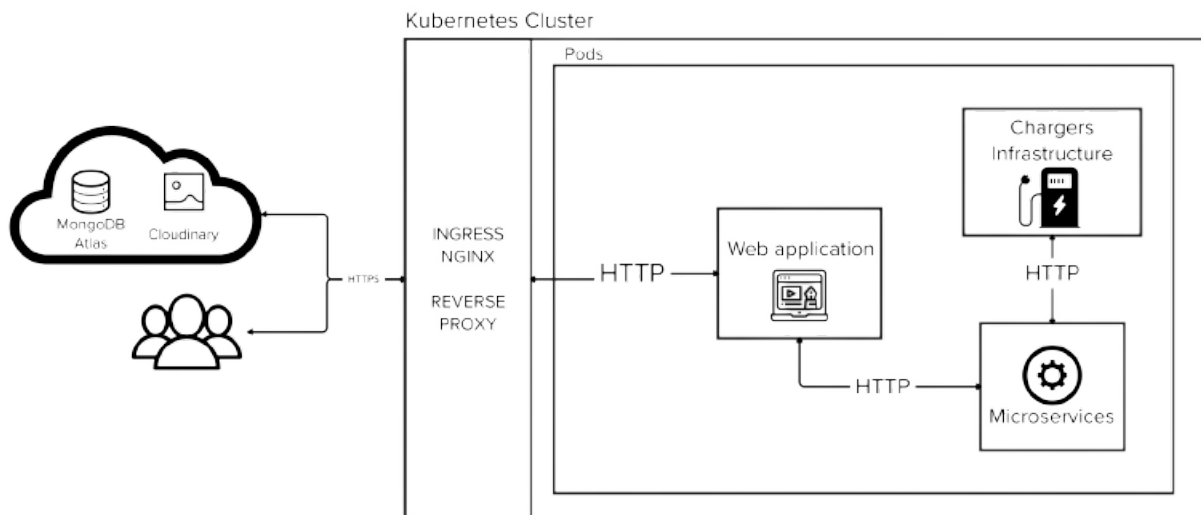 Kubernetes Cluster
Pods
Chargers
Infrastructure
MongoDB
Atlas
Cloudinary
HTTPS
INGRESS
NGINX
REVERSE
PROXY
HTTP
Web application
HTTP
HTTP
Microservices